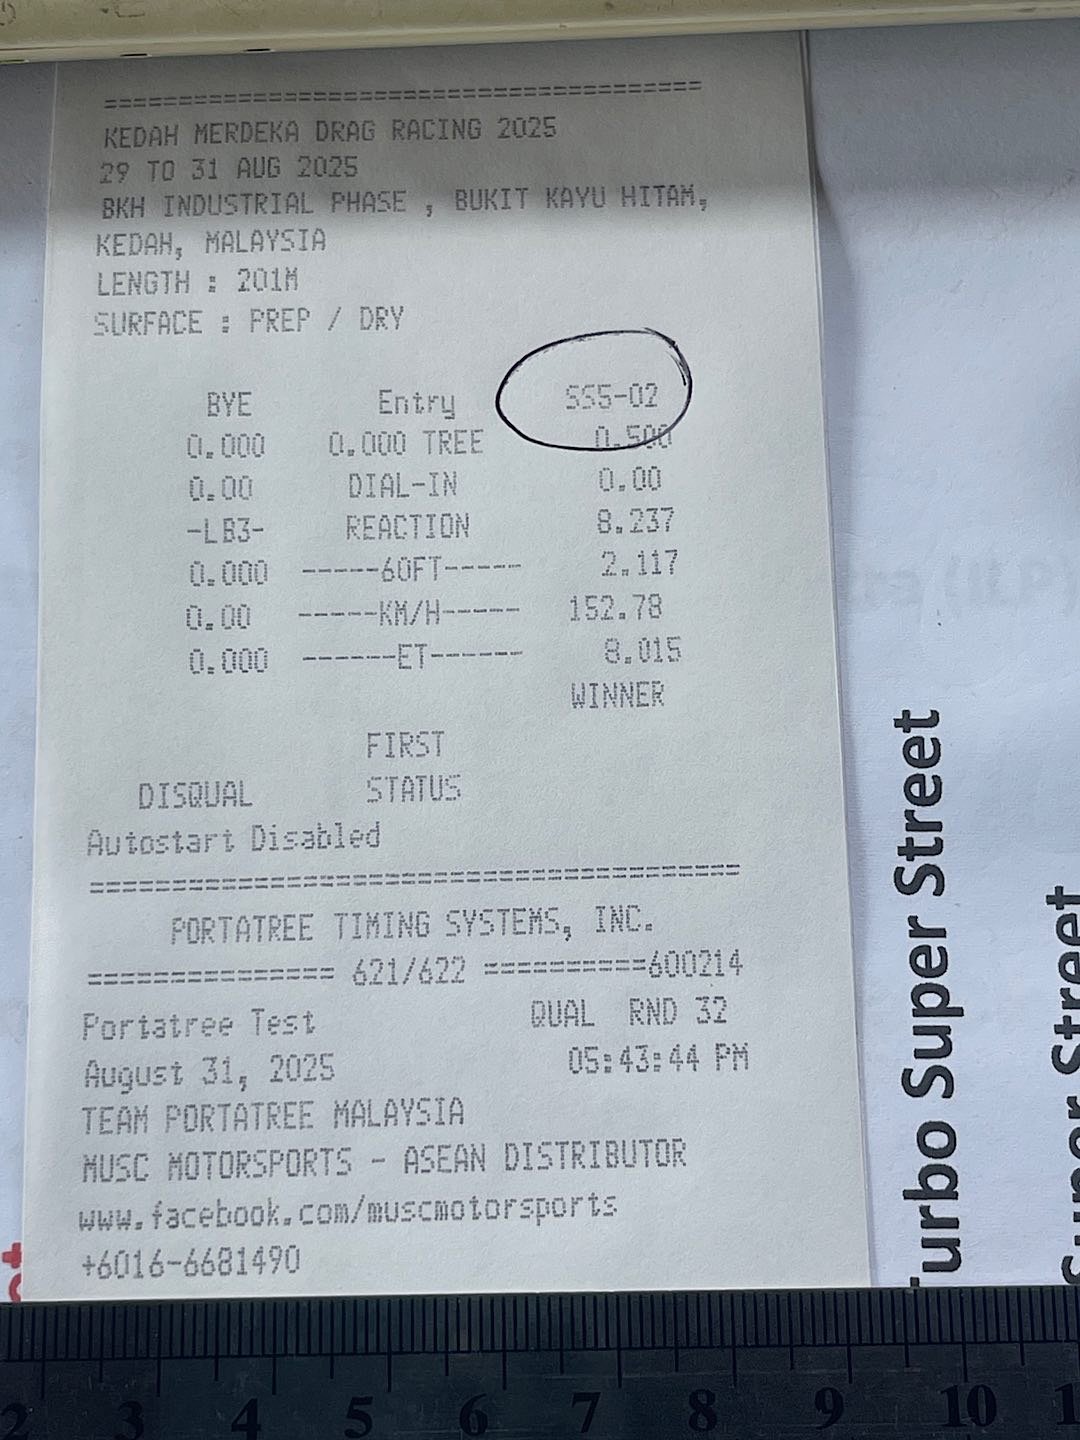 ========================================
KEDAH MERDEKA DRAG RACING 2025
29 TO 31 AUG 2025
BKH INDUSTRIAL PHASE , BUKIT KAYU HITAM,
KEDAH, MALAYSIA
LENGTH : 201M
SURFACE : PREP / DRY
BYE Entry SS5-02
0.000 0.000 TREE 0.500
0.00 DIAL-IN 0.00
-LB3- REACTION 8.237
0.000 -----60FT----- 2.117
0.00 -----KM/H----- 152.78
0.000 ------ET------ 8.015
WINNER
FIRST
DISQUAL STATUS
Autostart Disabled
========================================
PORTATREE TIMING SYSTEMS, INC.
=============== 621/622 ==========600214
Portatree Test QUAL RND 32
August 31, 2025 05:43:44 PM
TEAM PORTATREE MALAYSIA
MUSC MOTORSPORTS - ASEAN DISTRIBUTOR
www.facebook.com/muscmotorsports
+6016-6681490
Turbo Super Street
Super Street
2 3 4 5 6 7 8 9 10